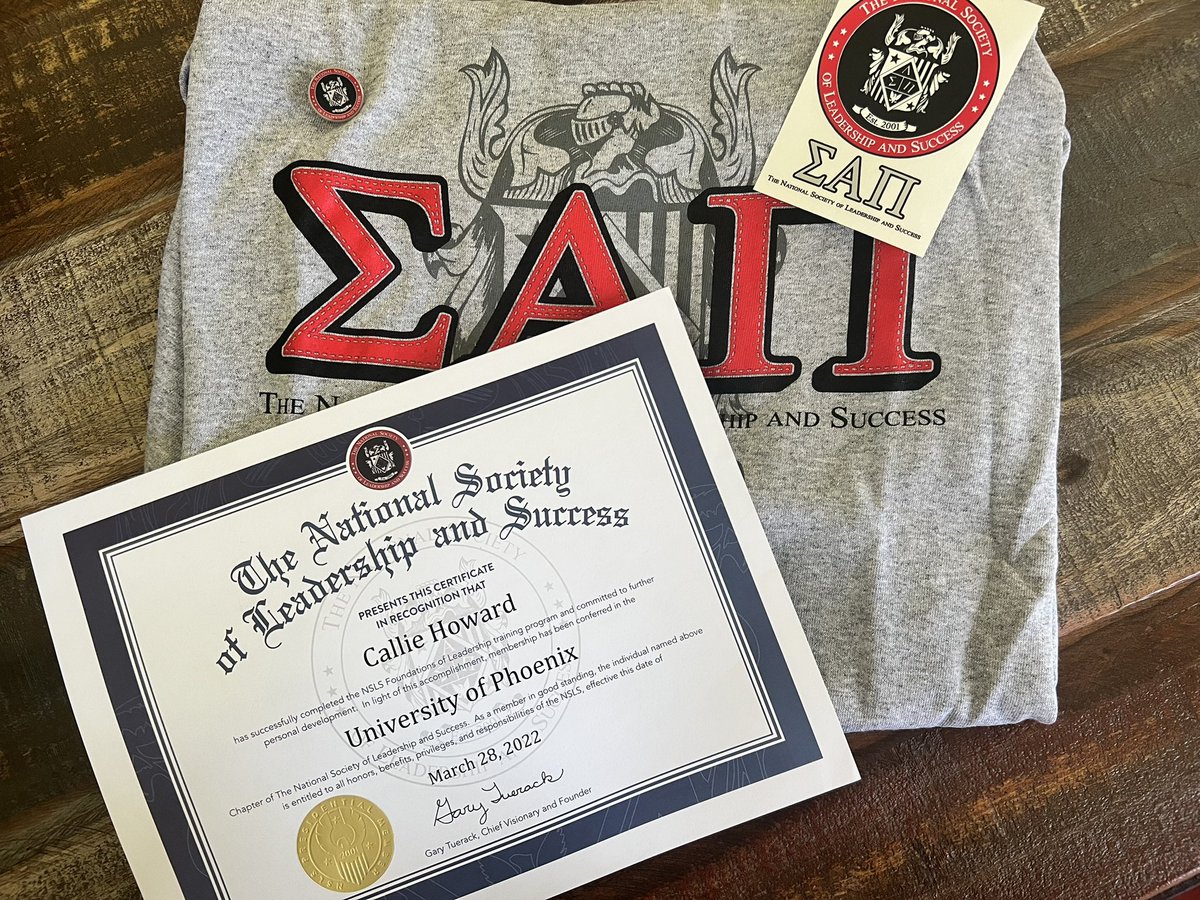 THE NATIONAL SOCIETY
OF LEADERSHIP AND SUCCESS
Est. 2001
ΣΑΠ
ΣΑΠ
THE NATIONAL SOCIETY OF LEADERSHIP AND SUCCESS
ΣΑΠ
THE N
HIP AND SUCCESS
The National Society
of Leadership and Success
PRESENTS THIS CERTIFICATE
IN RECOGNITION THAT
Callie Howard
has successfully completed the NSLS Foundations of Leadership training program and committed to further
personal development. In light of this accomplishment, membership has been conferred in the
University of Phoenix
Chapter of The National Society of Leadership and Success. As a member in good standing, the individual named above
is entitled to all honors, benefits, privileges, and responsibilities of the NSLS, effective this date of
March 28, 2022
Gary Tuerack
Gary Tuerack, Chief Visionary and Founder
PRESIDENTIAL MEMBER
2001
NSLS